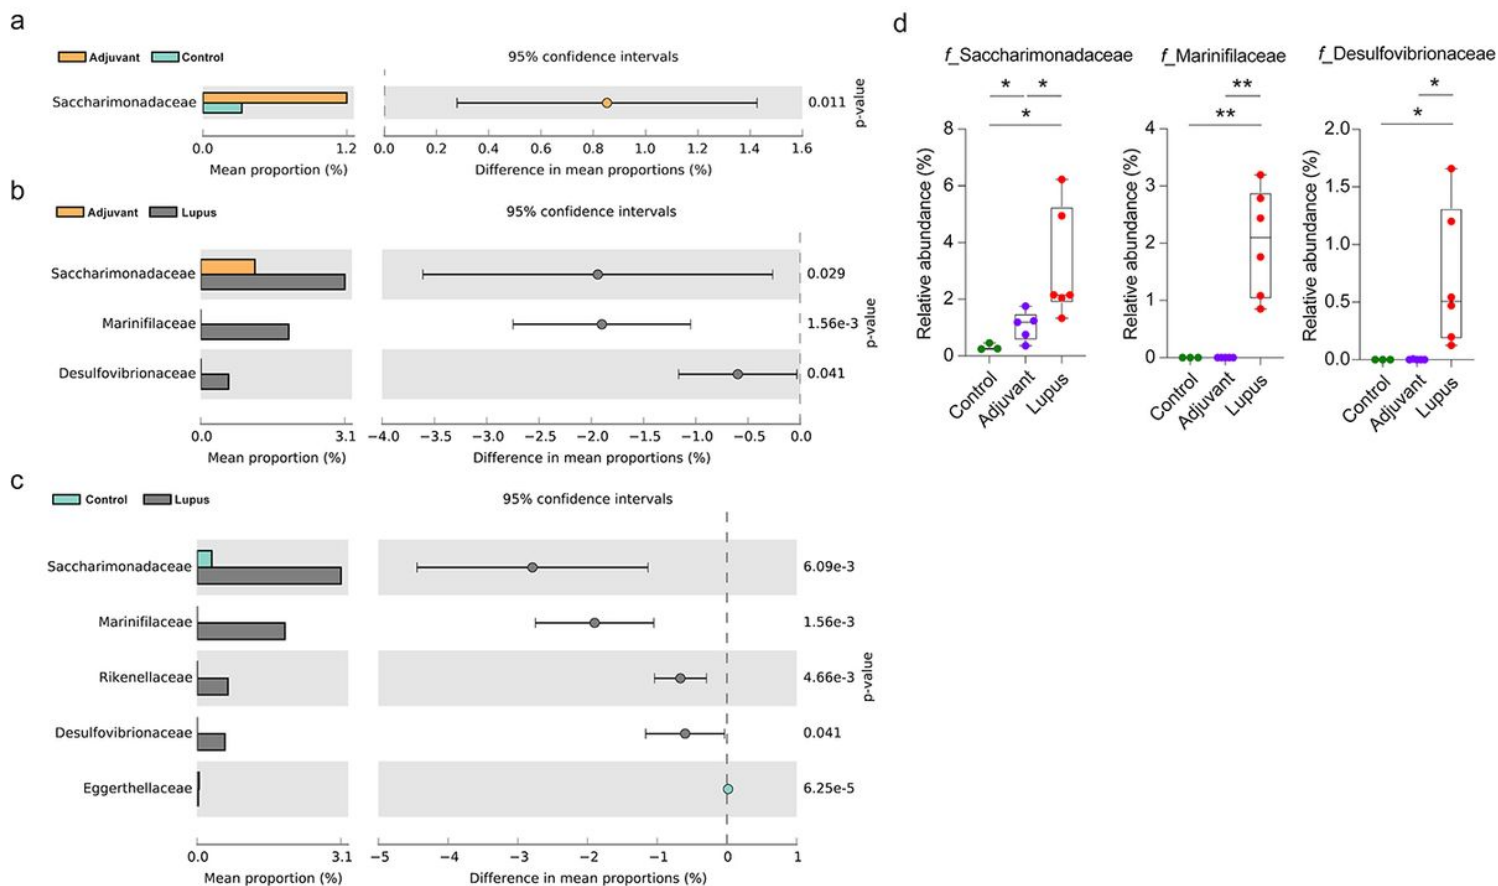 a
Adjuvant Control
95% confidence intervals
Saccharimonadaceae
0.011
p-value
0.0 1.2
0.0 0.2 0.4 0.6 0.8 1.0 1.2 1.4 1.6
Mean proportion (%)
Difference in mean proportions (%)
b
Adjuvant Lupus
95% confidence intervals
Saccharimonadaceae
0.029
Marinifilaceae
1.56e-3
Desulfovibrionaceae
0.041
p-value
0.0 3.1
−4.0 −3.5 −3.0 −2.5 −2.0 −1.5 −1.0 −0.5 0.0
Mean proportion (%)
Difference in mean proportions (%)
c
Control Lupus
95% confidence intervals
Saccharimonadaceae
6.09e-3
Marinifilaceae
1.56e-3
Rikenellaceae
4.66e-3
Desulfovibrionaceae
0.041
Eggerthellaceae
6.25e-5
p-value
0.0 3.1
−5 −4 −3 −2 −1 0 1
Mean proportion (%)
Difference in mean proportions (%)
d
f_Saccharimonadaceae
* *
*
Relative abundance (%)
8
6
4
2
0
Control Adjuvant Lupus
f_Marinifilaceae
**
**
Relative abundance (%)
4
3
2
1
0
Control Adjuvant Lupus
f_Desulfovibrionaceae
*
*
Relative abundance (%)
2.0
1.5
1.0
0.5
0.0
Control Adjuvant Lupus